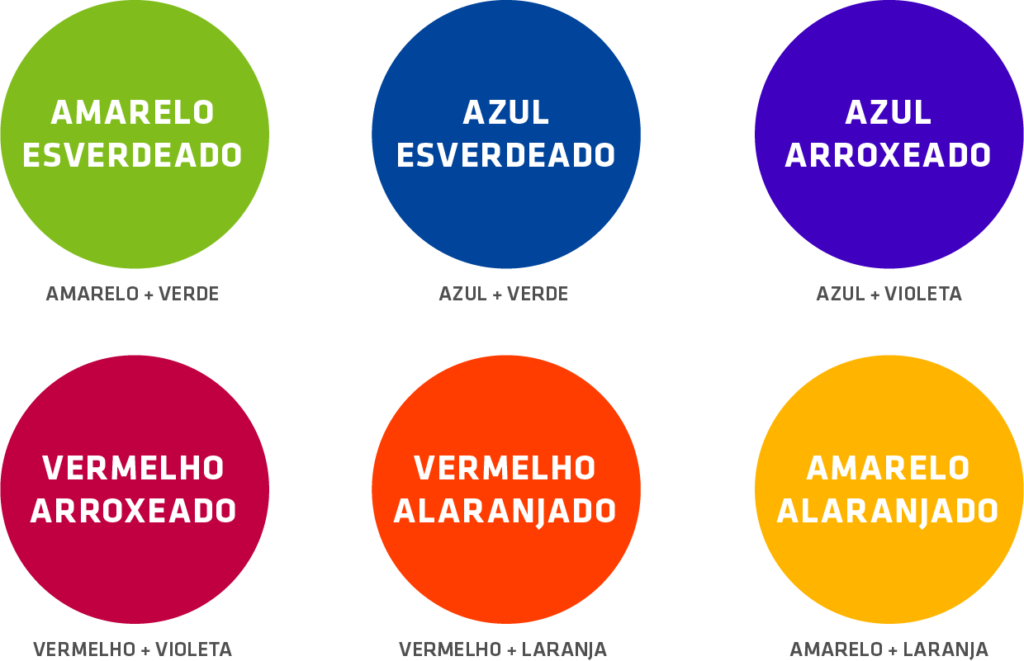 AMARELO
ESVERDEADO
AMARELO + VERDE
AZUL
ESVERDEADO
AZUL + VERDE
AZUL
ARROXEADO
AZUL + VIOLETA
VERMELHO
ARROXEADO
VERMELHO + VIOLETA
VERMELHO
ALARANJADO
VERMELHO + LARANJA
AMARELO
ALARANJADO
AMARELO + LARANJA